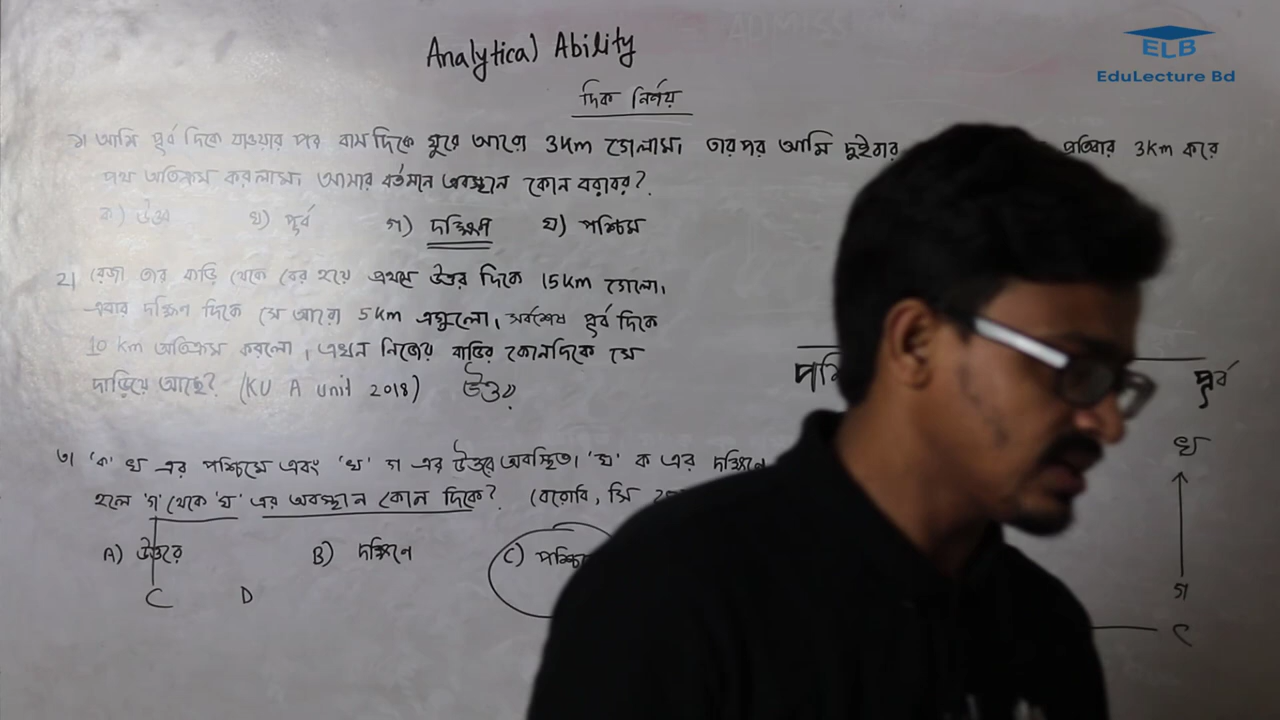 Analytical Ability
ELB
EduLecture Bd
দিক নির্ণয়
১। আমি পূর্ব দিকে যাওয়ার পর বাম দিকে ঘুরে আরো 3km গেলাম। তারপর আমি দুইবার প্রতিবার 3km করে
পথ অতিক্রম করলাম। আমার বর্তমান অবস্থান কোন বরাবর?
ক) উত্তর খ) পূর্ব গ) দক্ষিণ ঘ) পশ্চিম
২। রেজা তার বাড়ি থেকে বের হয়ে প্রথমে উত্তর দিকে 15km গেলো।
এবার দক্ষিণ দিকে সে আরো 5km এগুলো, সর্বশেষ পূর্ব দিকে
10 km অতিক্রম করলো, এখন নিজের বাড়ির কোনদিকে সে
দাড়িয়ে আছে? (KU A unit 2018) উত্তর
পশ্চি পূর্ব
৩। 'ক' খ এর পশ্চিমে এবং 'খ' গ এর উত্তরে অবস্থিত। 'ঘ' ক এর দক্ষিণে
হলে 'গ' থেকে 'ঘ' এর অবস্থান কোন দিকে? (বেরোবি, সি
A) উত্তরে B) দক্ষিণে C) পশ্চি
C D
খ
গ
C